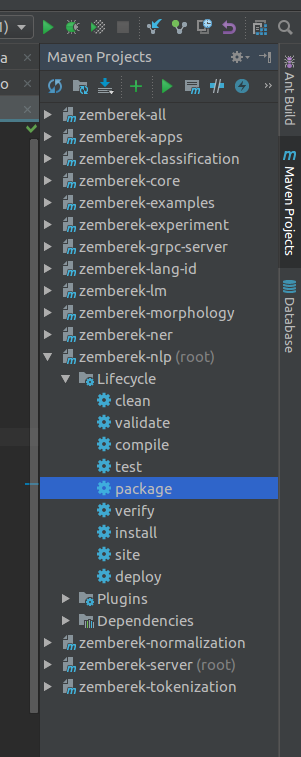 1)
Maven Projects
a
o
zemberek-all
zemberek-apps
zemberek-classification
zemberek-core
zemberek-examples
zemberek-experiment
zemberek-grpc-server
zemberek-lang-id
zemberek-lm
zemberek-morphology
zemberek-ner
zemberek-nlp (root)
Lifecycle
clean
validate
compile
test
package
verify
install
site
deploy
Plugins
Dependencies
zemberek-normalization
zemberek-server (root)
zemberek-tokenization
Ant Build
m Maven Projects
Database